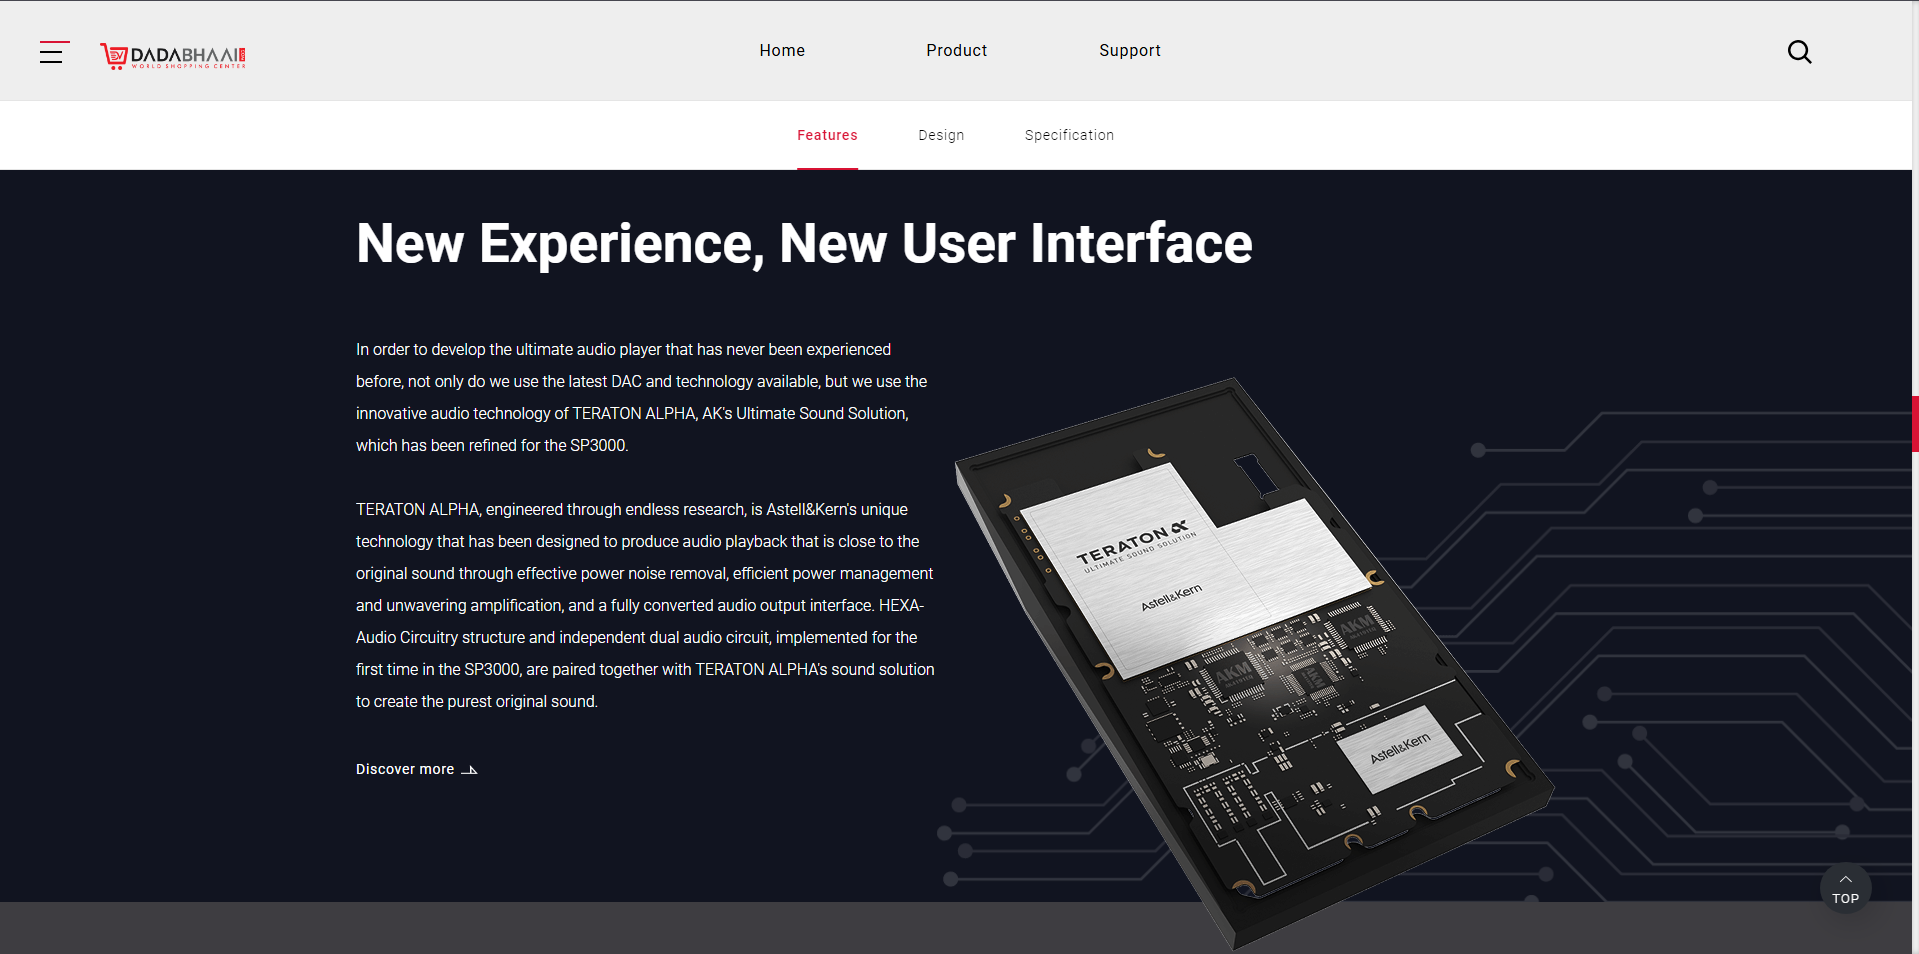 DADABHAAI
WORLD SHOPPING CENTER
Home
Product
Support
Features
Design
Specification
New Experience, New User Interface
In order to develop the ultimate audio player that has never been experienced
before, not only do we use the latest DAC and technology available, but we use the
innovative audio technology of TERATON ALPHA, AK's Ultimate Sound Solution,
which has been refined for the SP3000.
TERATON ALPHA, engineered through endless research, is Astell&Kern's unique
technology that has been designed to produce audio playback that is close to the
original sound through effective power noise removal, efficient power management
and unwavering amplification, and a fully converted audio output interface. HEXA-
Audio Circuitry structure and independent dual audio circuit, implemented for the
first time in the SP3000, are paired together with TERATON ALPHA's sound solution
to create the purest original sound.
Discover more
TERATON α
ULTIMATE SOUND SOLUTION
Astell&Kern
AKM
AKM
AKM
Astell&Kern
TOP